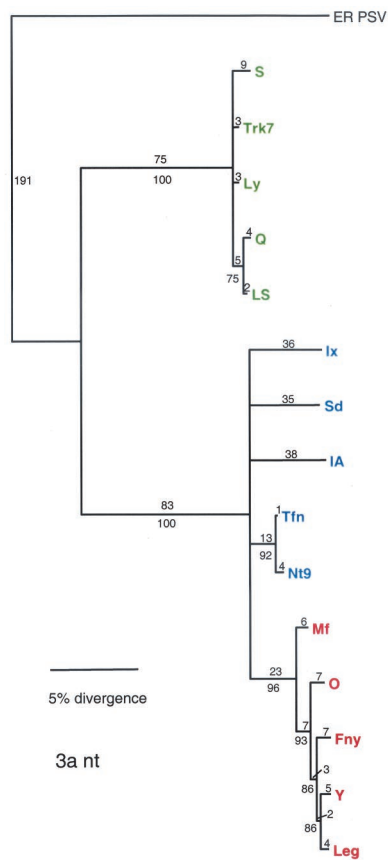 ER PSV
9
S
3
Trk7
75
191
100
3
Ly
4
Q
5
75
2
LS
36
Ix
35
Sd
38
IA
83
100
1
Tfn
13
92
4
Nt9
6
Mf
23
96
7
O
5% divergence
7
93
7
Fny
3a nt
3
86
5
Y
2
86
4
Leg